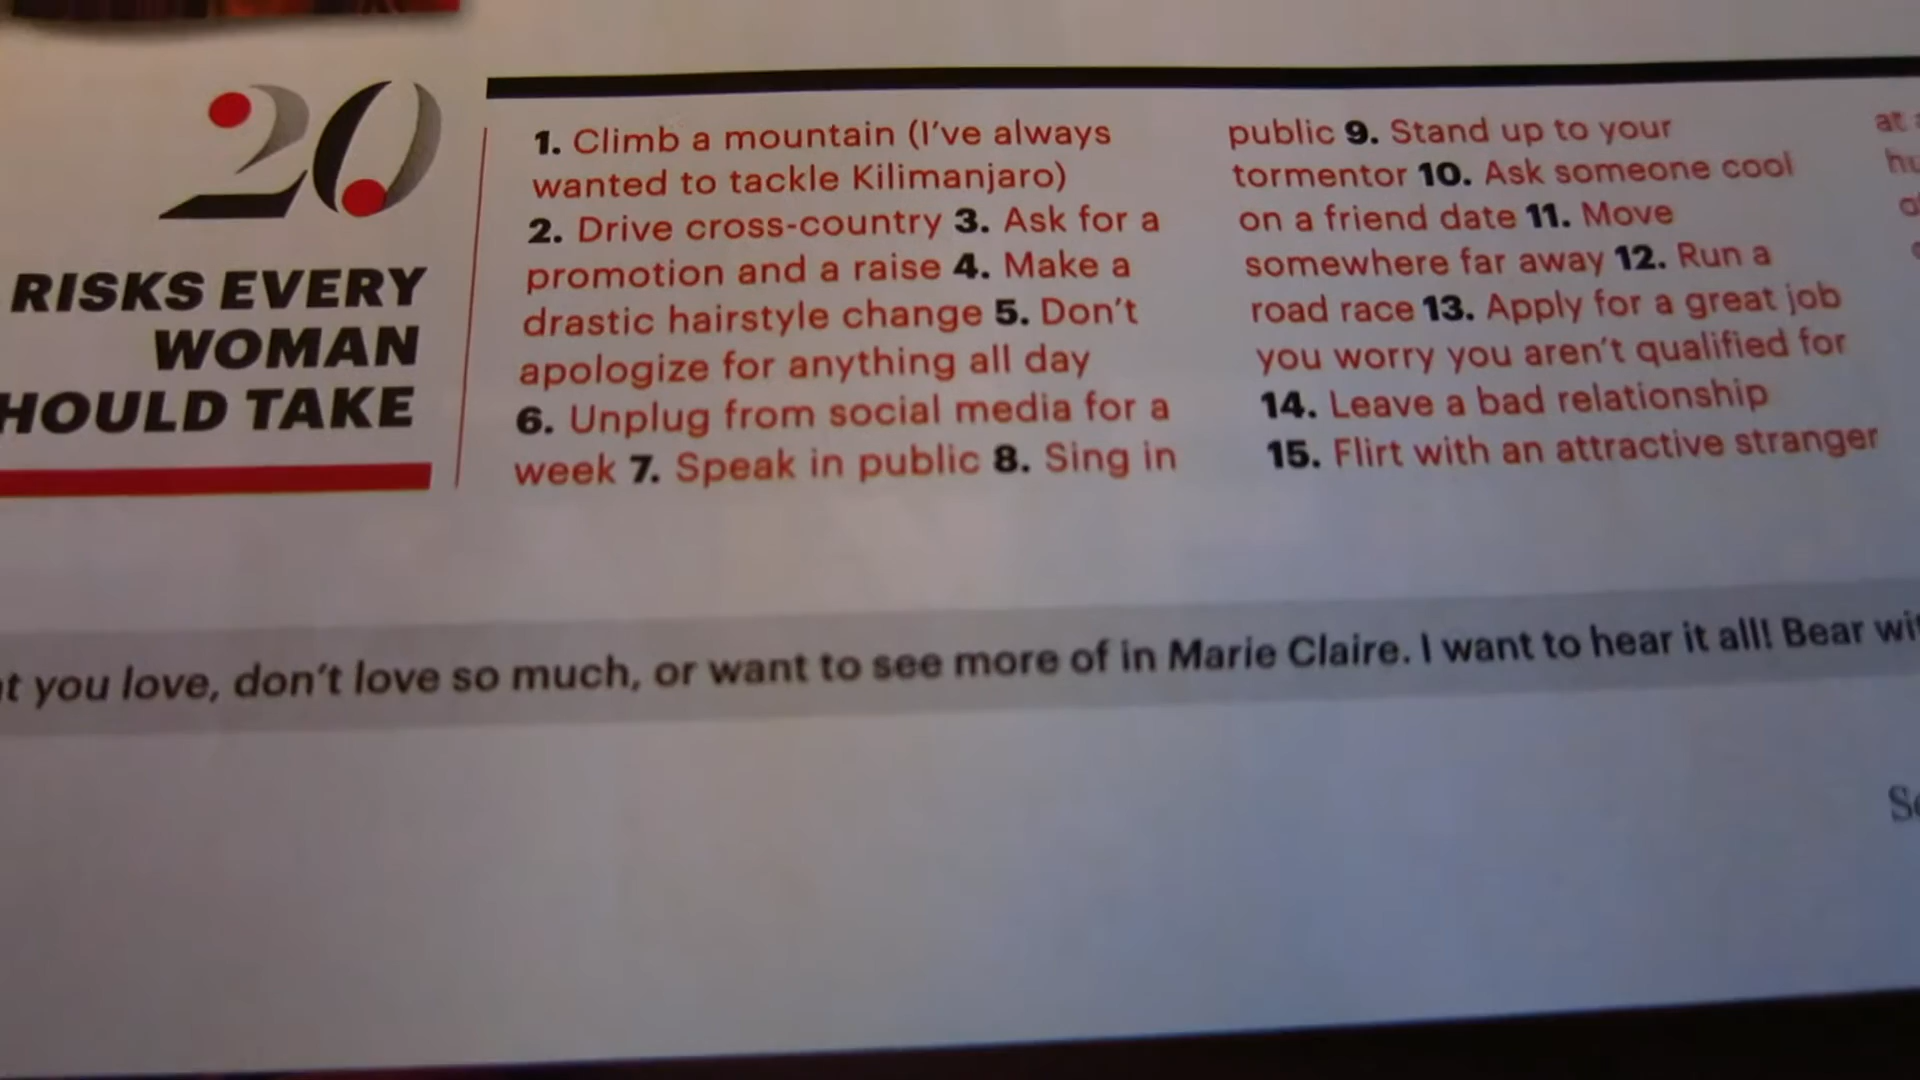 20
RISKS EVERY
WOMAN
HOULD TAKE
1. Climb a mountain (I've always
wanted to tackle Kilimanjaro)
2. Drive cross-country 3. Ask for a
promotion and a raise 4. Make a
drastic hairstyle change 5. Don't
apologize for anything all day
6. Unplug from social media for a
week 7. Speak in public 8. Sing in
public 9. Stand up to your
tormentor 10. Ask someone cool
on a friend date 11. Move
somewhere far away 12. Run a
road race 13. Apply for a great job
you worry you aren't qualified for
14. Leave a bad relationship
15. Flirt with an attractive stranger
at
you love, don't love so much, or want to see more of in Marie Claire. I want to hear it all! Bear